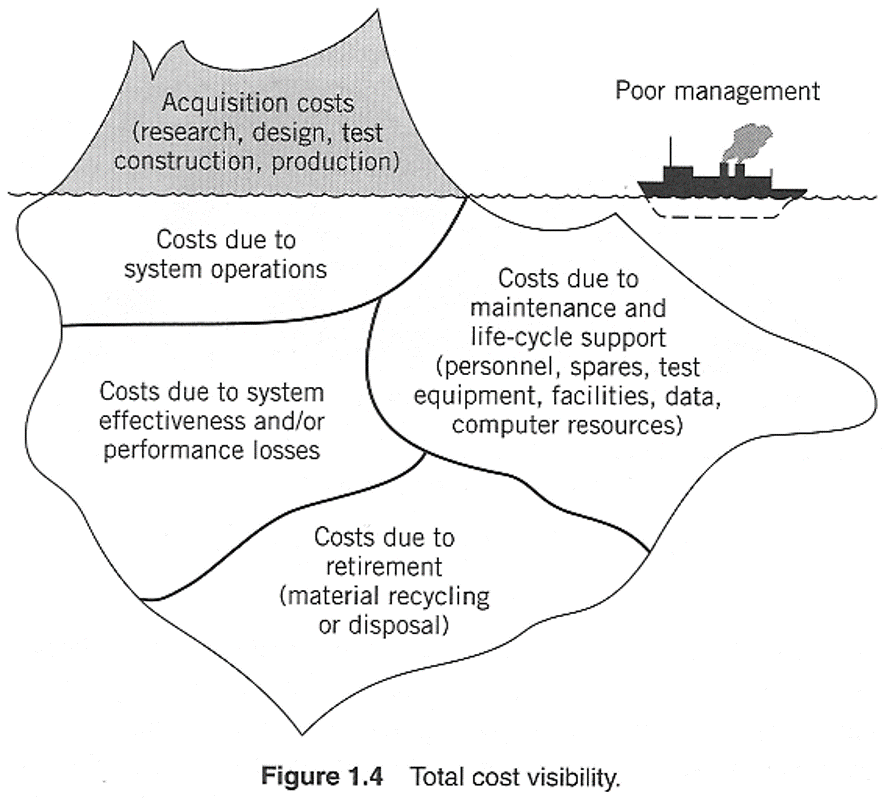 Acquisition costs
(research, design, test
construction, production)
Poor management
Costs due to
system operations
Costs due to
maintenance and
life-cycle support
(personnel, spares, test
equipment, facilities, data,
computer resources)
Costs due to system
effectiveness and/or
performance losses
Costs due to
retirement
(material recycling
or disposal)
Figure 1.4 Total cost visibility.